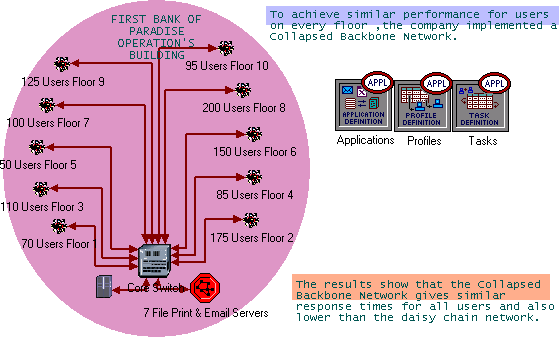 FIRST BANK OF
PARADISE
OPERATION'S
BUILDING
To achieve similar performance for users
on every floor ,the company implemented a
Collapsed Backbone Network.
95 Users Floor 10
125 Users Floor 9
200 Users Floor 8
100 Users Floor 7
150 Users Floor 6
50 Users Floor 5
85 Users Floor 4
110 Users Floor 3
175 Users Floor 2
70 Users Floor 1
APPL APPL APPL
APPLICATION DEFINITION
PROFILE DEFINITION
TASK DEFINITION
Applications Profiles Tasks
Core Switch
7 File Print & Email Servers
The results show that the Collapsed
Backbone Network gives similar
response times for all users and also
lower than the daisy chain network.